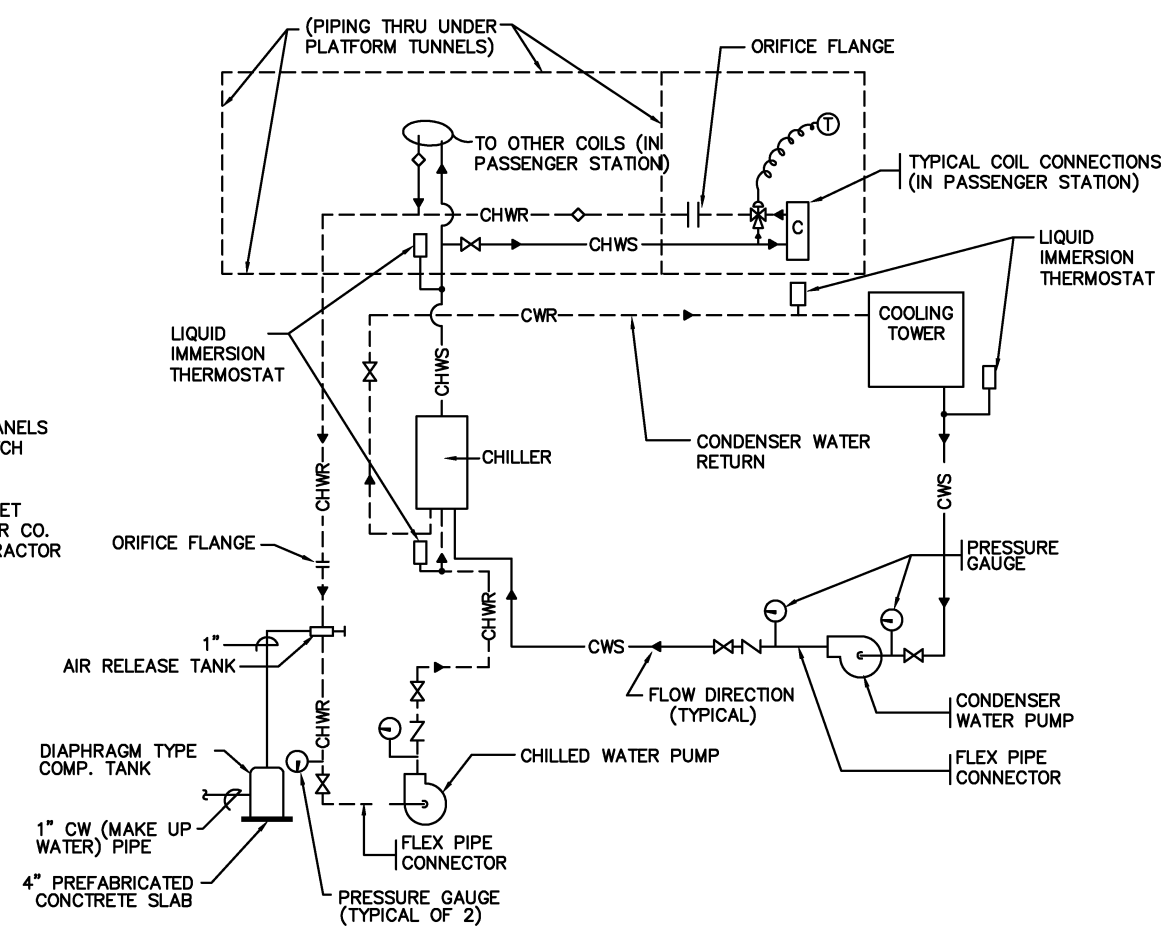 (PIPING THRU UNDER
PLATFORM TUNNELS)
ORIFICE FLANGE
T
TO OTHER COILS (IN
PASSENGER STATION)
TYPICAL COIL CONNECTIONS
(IN PASSENGER STATION)
CHWR
C
CHWS
LIQUID
IMMERSION
THERMOSTAT
CWR
COOLING
TOWER
LIQUID
IMMERSION
THERMOSTAT
CHWS
CONDENSER WATER
RETURN
CHILLER
ANELS
TCH
CHWR
CWS
ET
R CO.
RACTOR
ORIFICE FLANGE
PRESSURE
GAUGE
CHWR
1"
AIR RELEASE TANK
CWS
FLOW DIRECTION
(TYPICAL)
CONDENSER
WATER PUMP
CHWR
DIAPHRAGM TYPE
COMP. TANK
CHILLED WATER PUMP
FLEX PIPE
CONNECTOR
1" CW (MAKE UP
WATER) PIPE
FLEX PIPE
CONNECTOR
4" PREFABRICATED
CONCRETE SLAB
PRESSURE GAUGE
(TYPICAL OF 2)